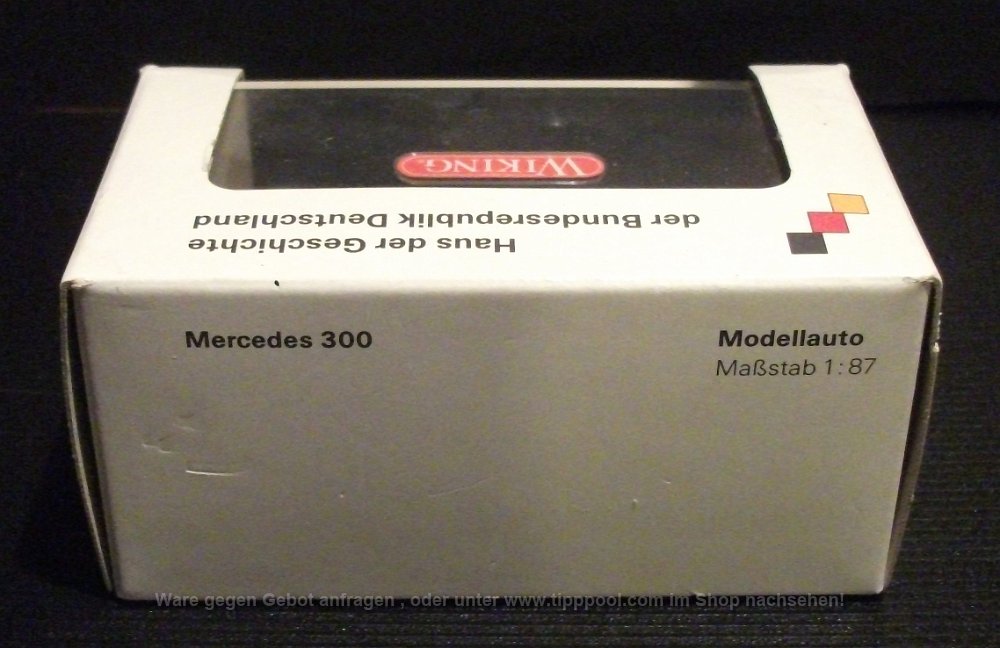 WIKING
Haus der Geschichte
der Bundesrepublik Deutschland
Mercedes 300
Modellauto
Maßstab 1:87
Ware gegen Gebot anfragen , oder unter www.tipppool.com im Shop nachsehen!